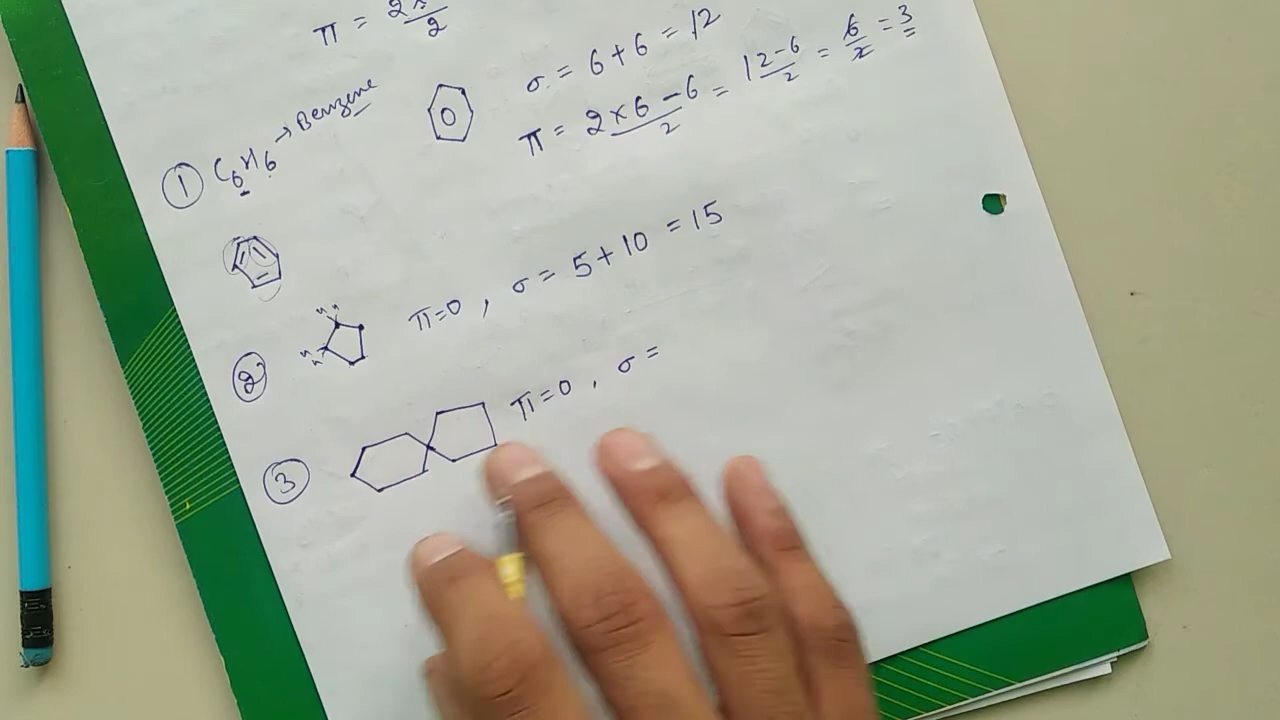 π = 2x/2
① C6H6 → Benzene
σ = 6+6 = 12
π = 2×6-6/2 = 12-6/2 = 6/2 = 3
② π=0, σ = 5+10 = 15
③ π=0, σ =